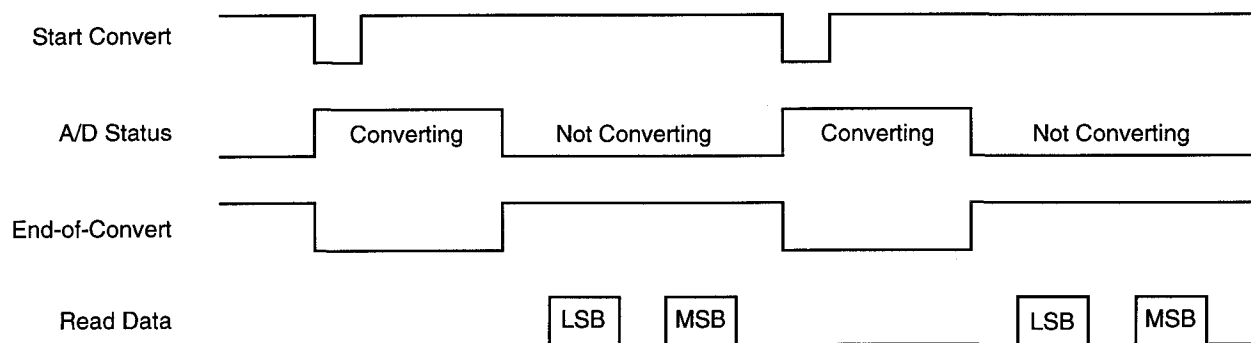 Start Convert
A/D Status Converting Not Converting Converting Not Converting
End-of-Convert
Read Data LSB MSB LSB MSB